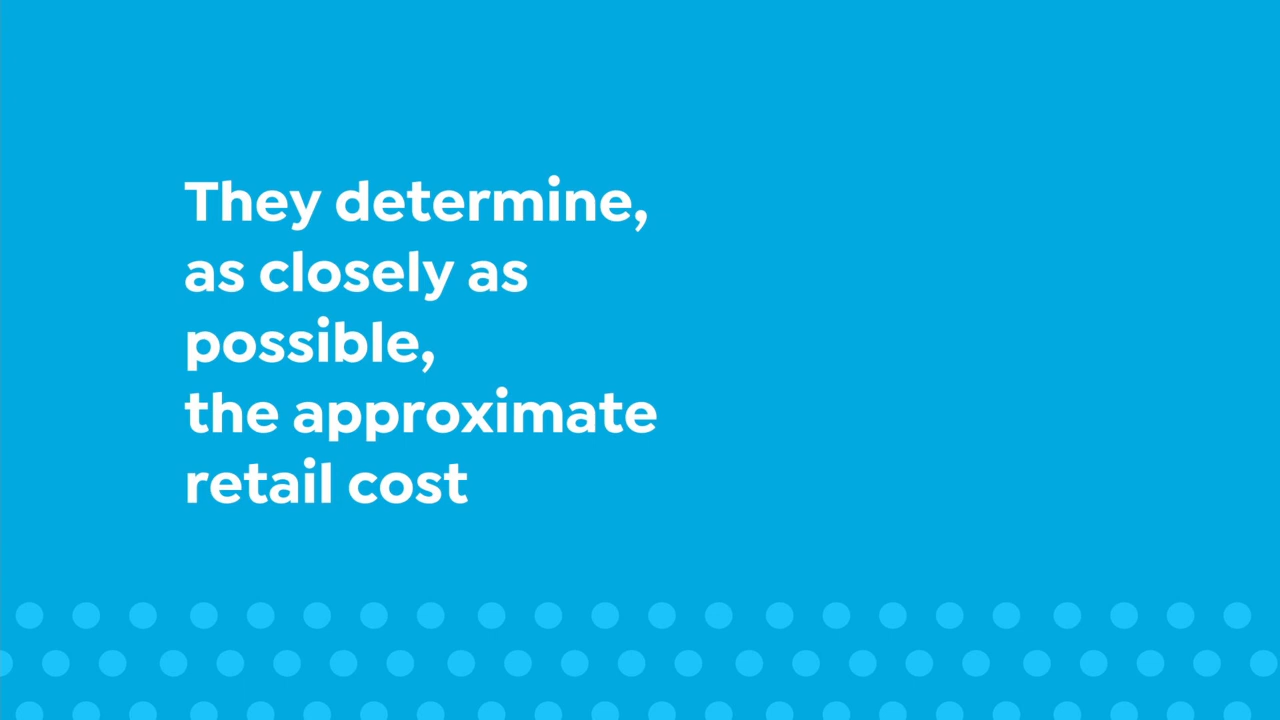 They determine,
as closely as
possible,
the approximate
retail cost